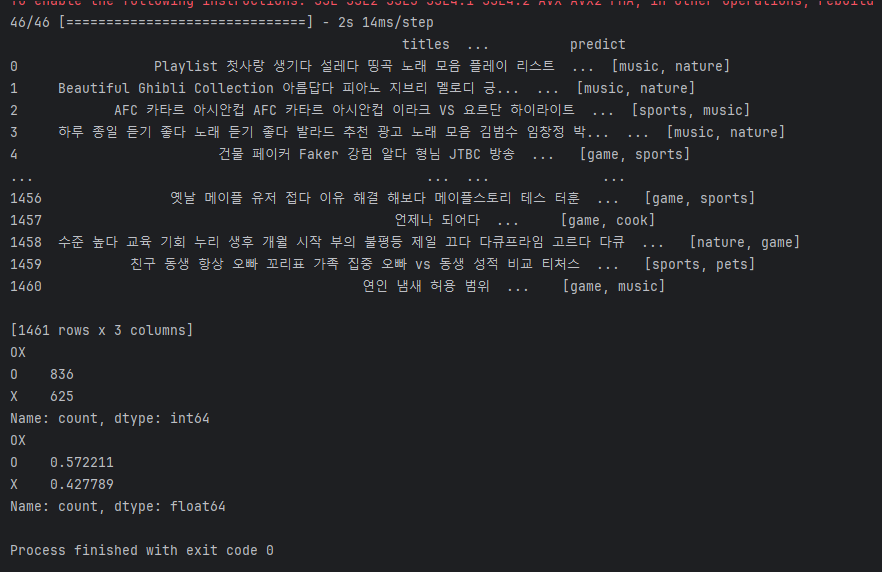 To enable the following instructions: SSE SSE2 SSE3 SSE4.1 SSE4.2 AVX AVX2 FMA, in other operations, rebuild
46/46 [==============================] - 2s 14ms/step
titles ... predict
0 Playlist 첫사랑 생기다 설레다 띵곡 노래 모음 플레이 리스트 ... [music, nature]
1 Beautiful Ghibli Collection 아름답다 피아노 지브리 멜로디 긍... ... [music, nature]
2 AFC 카타르 아시안컵 AFC 카타르 아시안컵 이라크 VS 요르단 하이라이트 ... [sports, music]
3 하루 종일 듣기 좋다 노래 듣기 좋다 발라드 추천 광고 노래 모음 김범수 임창정 박... ... [music, nature]
4 건물 페이커 Faker 강림 알다 형님 JTBC 방송 ... [game, sports]
... ... ... ...
1456 옛날 메이플 유저 접다 이유 해결 해보다 메이플스토리 테스 터훈 ... [game, sports]
1457 언제나 되어다 ... [game, cook]
1458 수준 높다 교육 기회 누리 생후 개월 시작 부의 불평등 제일 끄다 다큐프라임 고르다 다큐 ... [nature, game]
1459 친구 동생 항상 오빠 꼬리표 가족 집중 오빠 vs 동생 성적 비교 티처스 ... [sports, pets]
1460 연인 냄새 허용 범위 ... [game, music]
[1461 rows x 3 columns]
OX
O 836
X 625
Name: count, dtype: int64
OX
O 0.572211
X 0.427789
Name: count, dtype: float64
Process finished with exit code 0